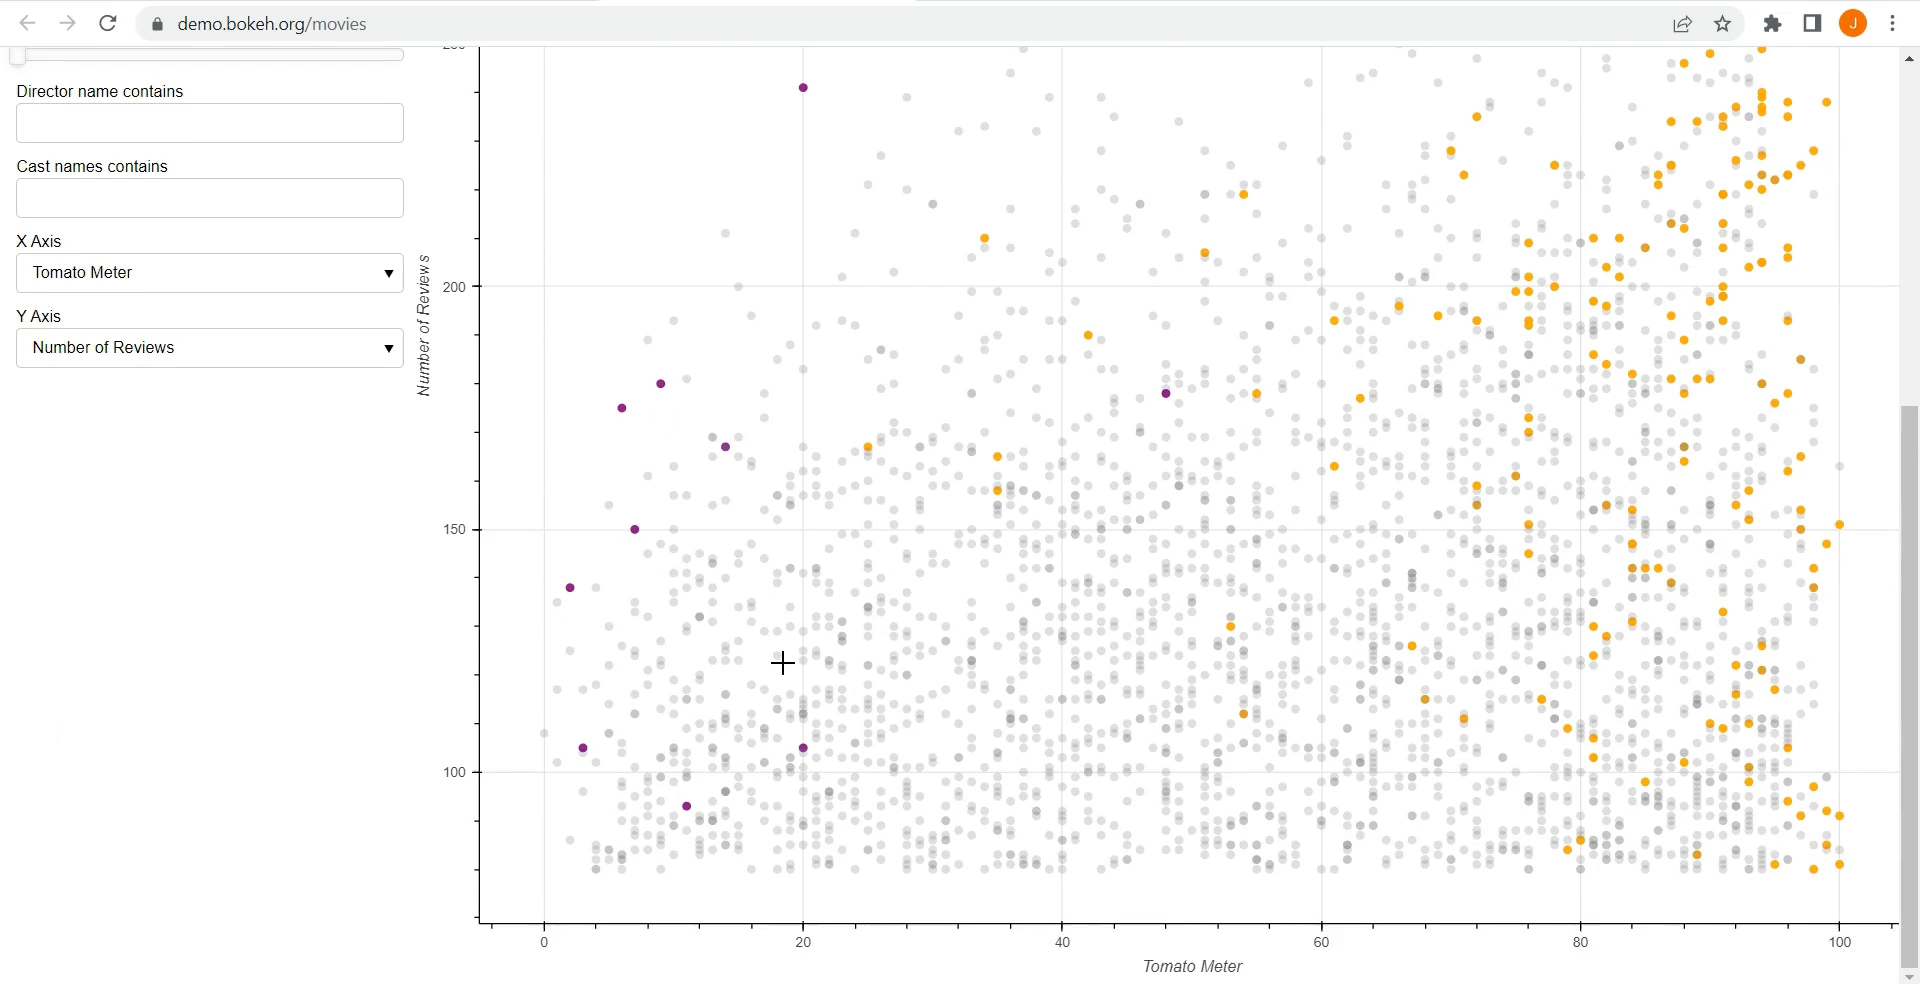 demo.bokeh.org/movies
J
Director name contains
Cast names contains
X Axis
Tomato Meter
Y Axis
Number of Reviews
Number of Reviews
200
150
100
0
20
40
60
80
100
Tomato Meter